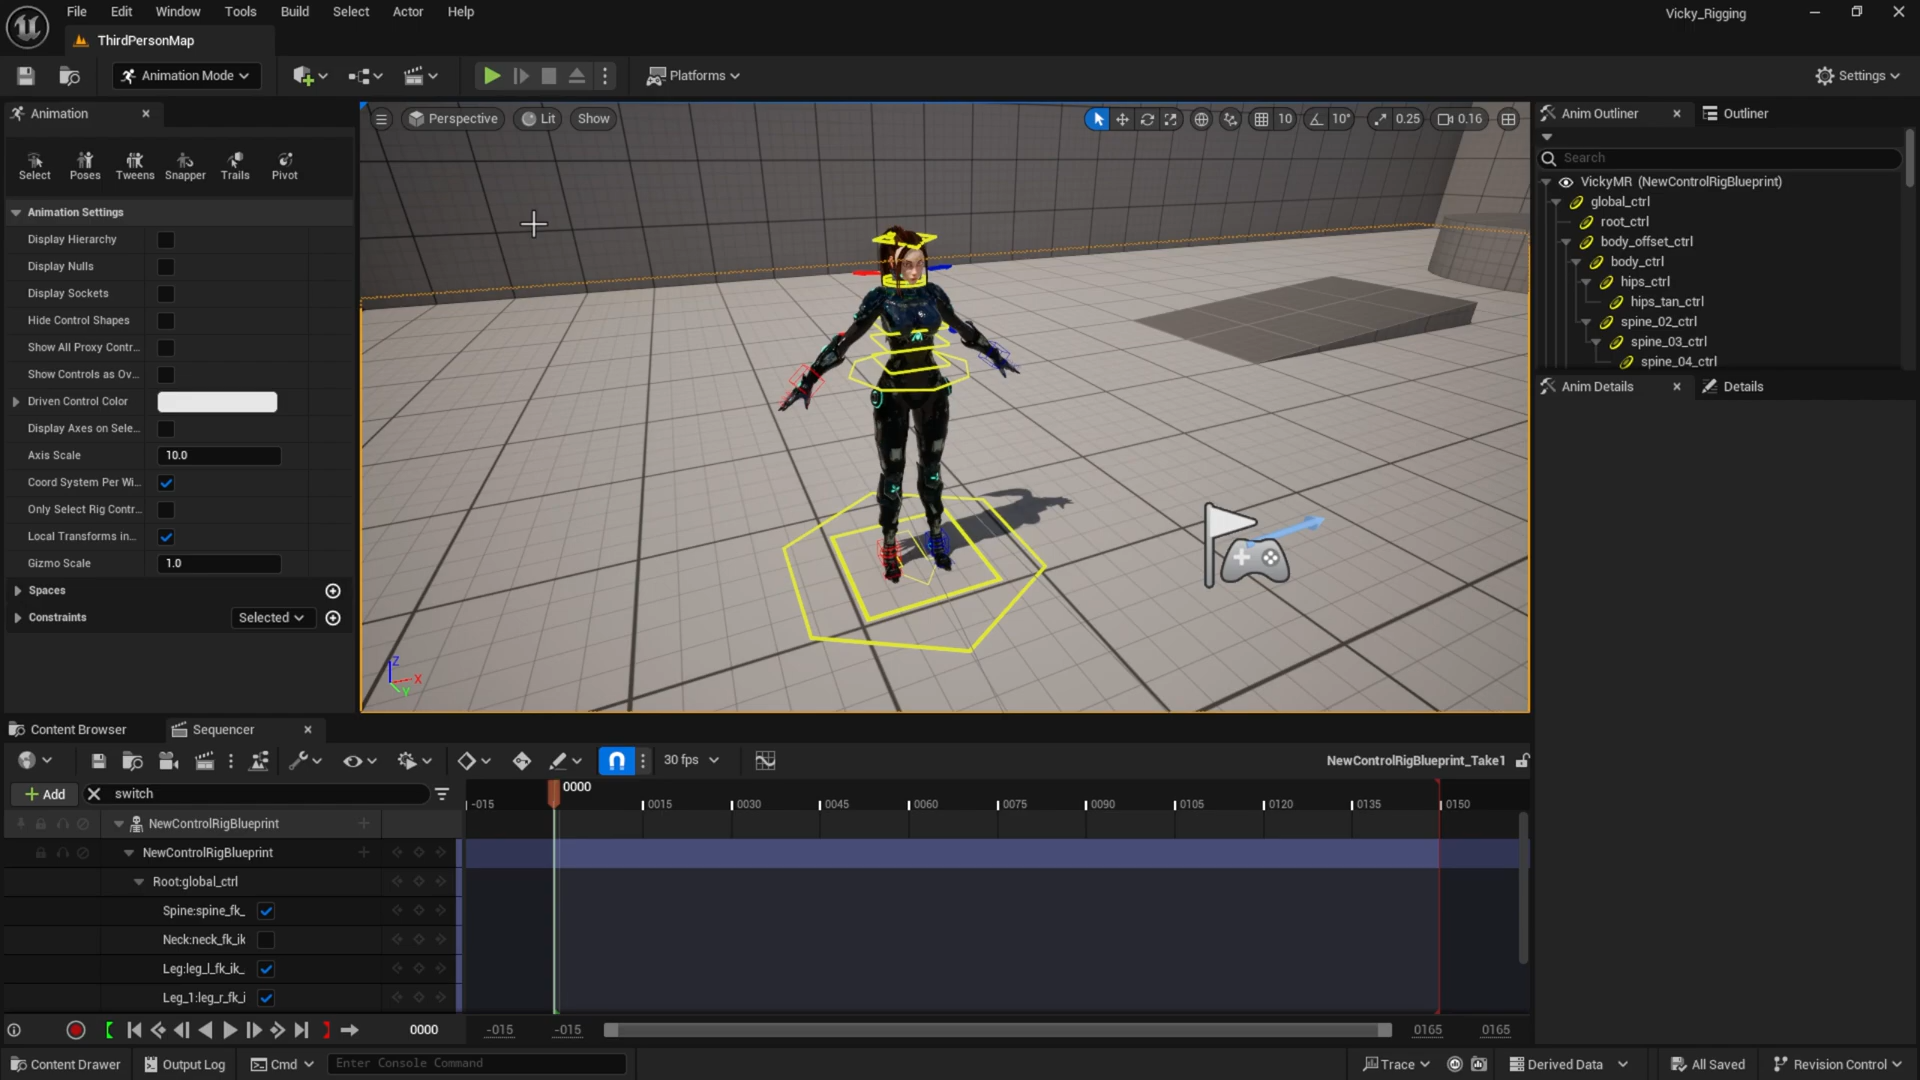 File Edit Window Tools Build Select Actor Help
Vicky_Rigging
ThirdPersonMap
Animation Mode
Platforms
Settings
Animation
Select Poses Tweens Snapper Trails Pivot
Animation Settings
Display Hierarchy
Display Nulls
Display Sockets
Hide Control Shapes
Show All Proxy Contr...
Show Controls as Ov...
Driven Control Color
Display Axes on Sele...
Axis Scale 10.0
Coord System Per Wi...
Only Select Rig Contr...
Local Transforms in...
Gizmo Scale 1.0
Spaces
Constraints Selected
Perspective Lit Show
10 10° 0.25 0.16
Z
X
Y
Anim Outliner Outliner
Search
VickyMR (NewControlRigBlueprint)
global_ctrl
root_ctrl
body_offset_ctrl
body_ctrl
hips_ctrl
hips_tan_ctrl
spine_02_ctrl
spine_03_ctrl
spine_04_ctrl
Anim Details Details
Content Browser Sequencer
30 fps
NewControlRigBlueprint_Take1
Add switch
0000
-015 0015 0030 0045 0060 0075 0090 0105 0120 0135 0150
NewControlRigBlueprint
NewControlRigBlueprint
Root:global_ctrl
Spine:spine_fk_
Neck:neck_fk_ik
Leg:leg_l_fk_ik_
Leg_1:leg_r_fk_i
0000 -015 -015 0165 0165
Content Drawer Output Log Cmd Enter Console Command
Trace Derived Data All Saved Revision Control